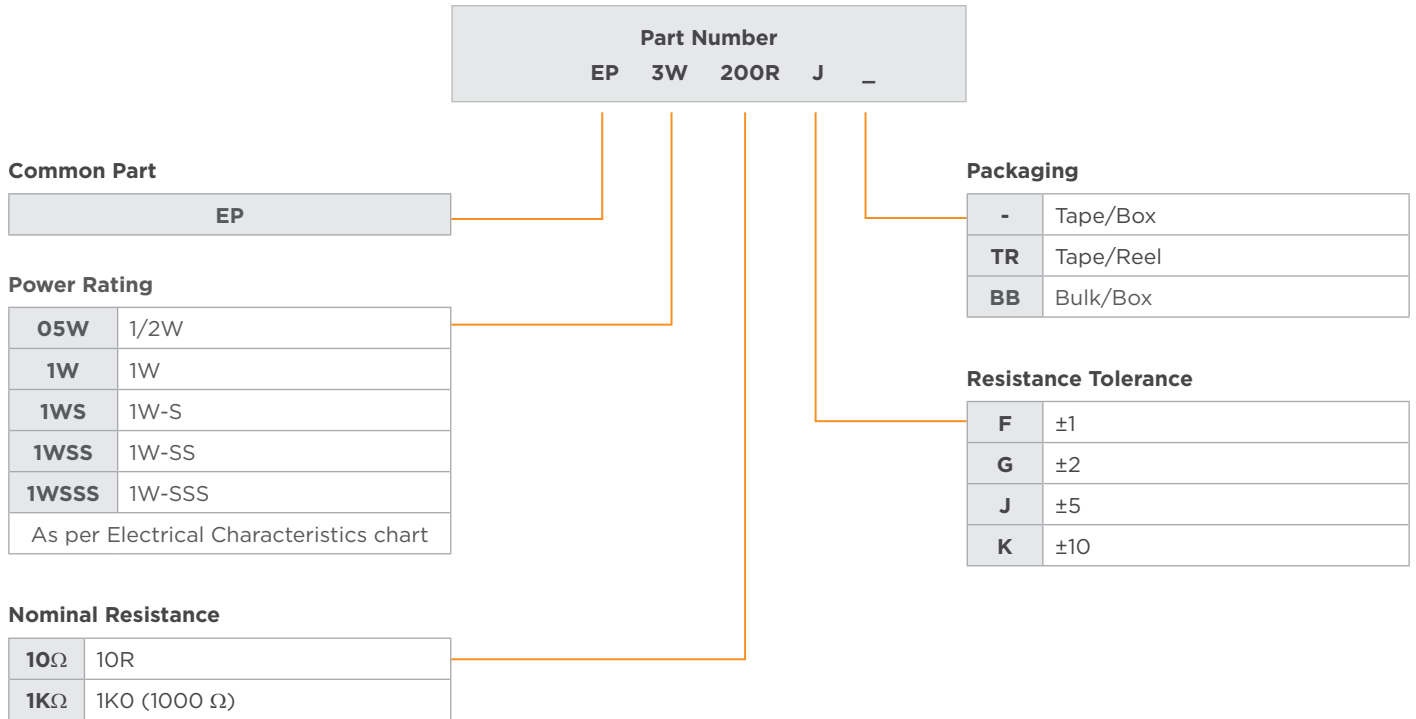 Part Number
EP 3W 200R J _
Common Part
EP
Power Rating
05W 1/2W
1W 1W
1WS 1W-S
1WSS 1W-SS
1WSSS 1W-SSS
As per Electrical Characteristics chart
Nominal Resistance
10Ω 10R
1KΩ 1K0 (1000 Ω)
Packaging
- Tape/Box
TR Tape/Reel
BB Bulk/Box
Resistance Tolerance
F ±1
G ±2
J ±5
K ±10